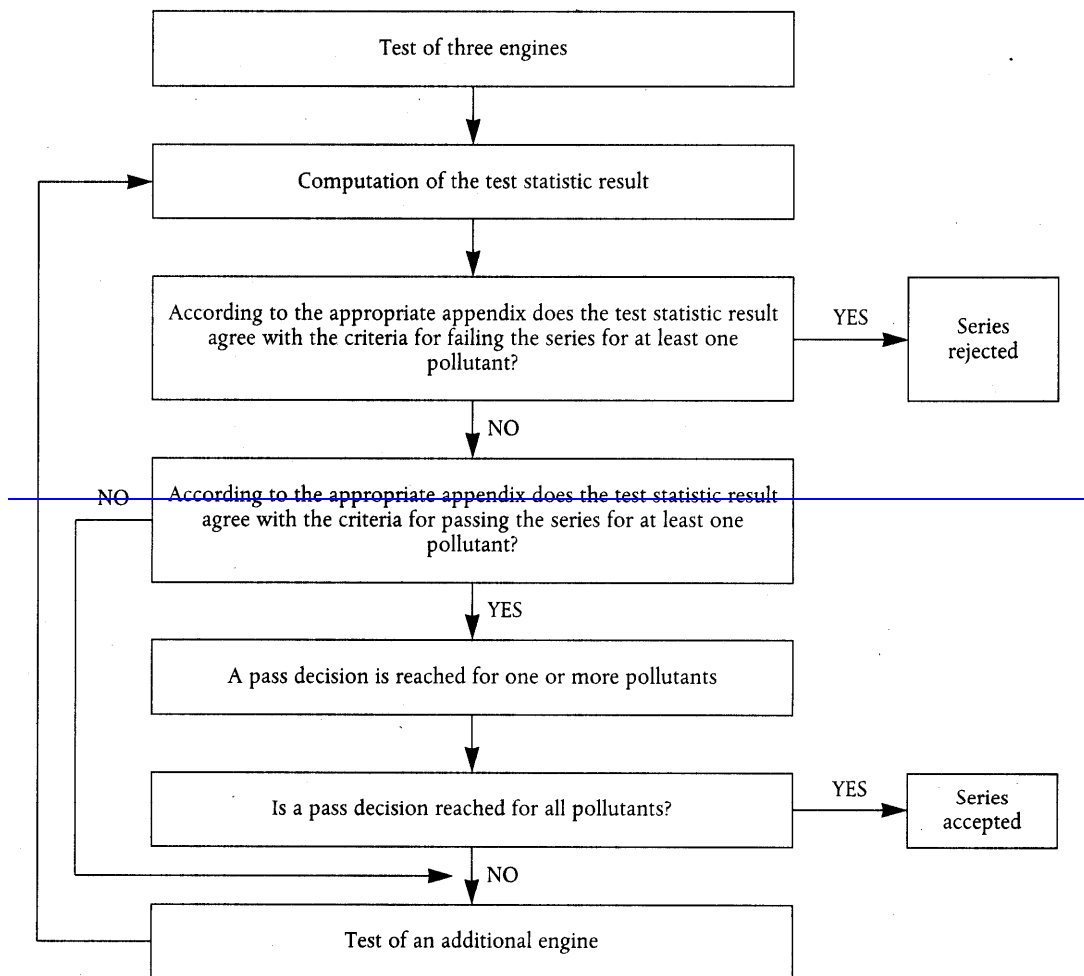 Test of three engines
Computation of the test statistic result
According to the appropriate appendix does the test statistic result
agree with the criteria for failing the series for at least one
pollutant?
YES
Series
rejected
NO
NO
According to the appropriate appendix does the test statistic result
agree with the criteria for passing the series for at least one
pollutant?
YES
A pass decision is reached for one or more pollutants
Is a pass decision reached for all pollutants?
YES
Series
accepted
NO
Test of an additional engine